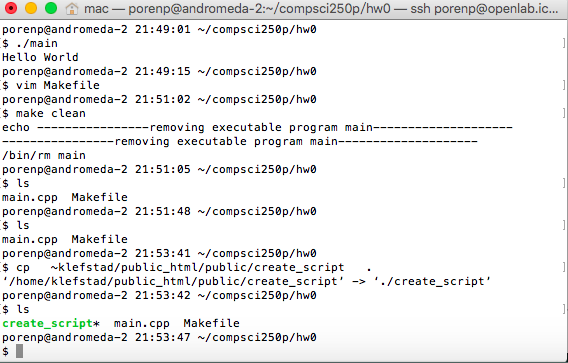 mac — porenp@andromeda-2:~/compsci250p/hw0 — ssh porenp@openlab.ic...
porenp@andromeda-2 21:49:01 ~/compsci250p/hw0
[$ ./main ]
Hello World
porenp@andromeda-2 21:49:15 ~/compsci250p/hw0
[$ vim Makefile ]
porenp@andromeda-2 21:51:02 ~/compsci250p/hw0
[$ make clean ]
echo ----------------removing executable program main--------------------
----------------removing executable program main--------------------
/bin/rm main
porenp@andromeda-2 21:51:05 ~/compsci250p/hw0
[$ ls ]
main.cpp  Makefile
porenp@andromeda-2 21:51:48 ~/compsci250p/hw0
[$ ls ]
main.cpp  Makefile
porenp@andromeda-2 21:53:41 ~/compsci250p/hw0
[$ cp   ~klefstad/public_html/public/create_script   . ]
‘/home/klefstad/public_html/public/create_script’ -> ‘./create_script’
porenp@andromeda-2 21:53:42 ~/compsci250p/hw0
[$ ls ]
create_script*  main.cpp  Makefile
porenp@andromeda-2 21:53:47 ~/compsci250p/hw0
$